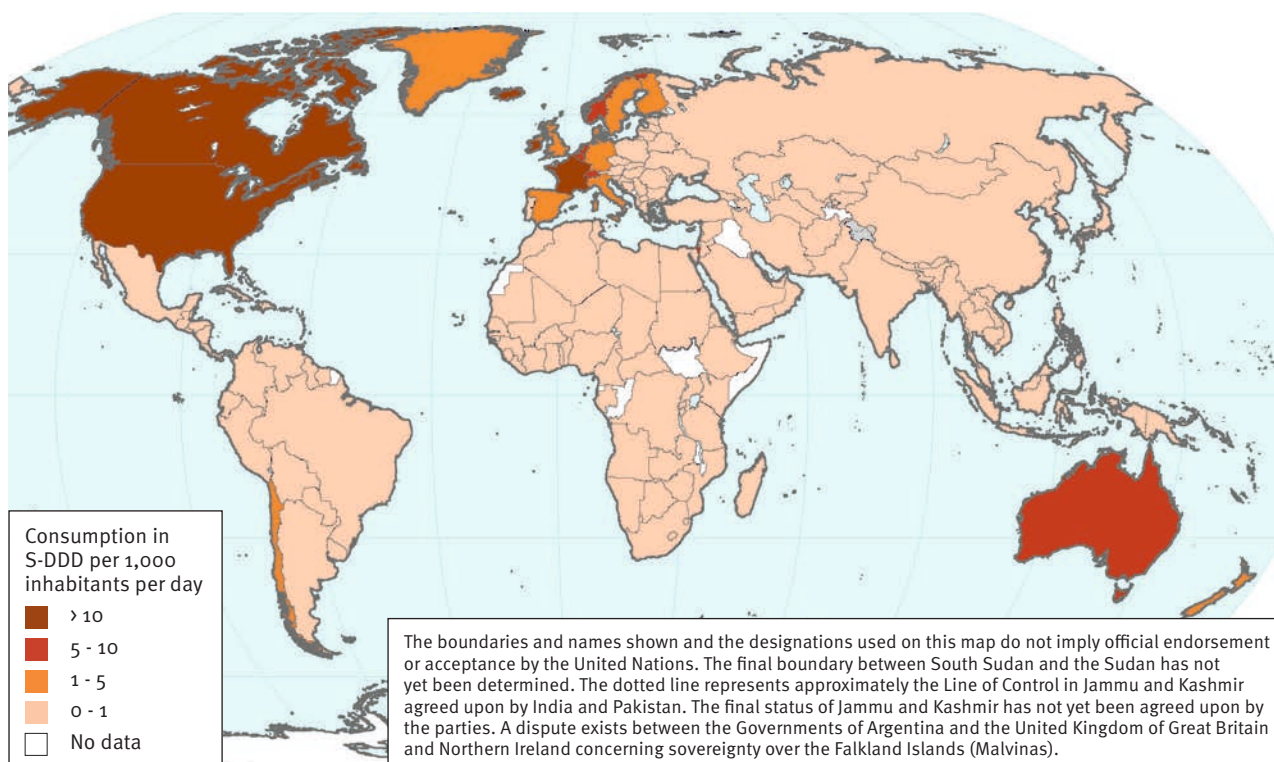 Consumption in
S-DDD per 1,000
inhabitants per day
> 10
5 - 10
1 - 5
0 - 1
No data
The boundaries and names shown and the designations used on this map do not imply official endorsement
or acceptance by the United Nations. The final boundary between South Sudan and the Sudan has not
yet been determined. The dotted line represents approximately the Line of Control in Jammu and Kashmir
agreed upon by India and Pakistan. The final status of Jammu and Kashmir has not yet been agreed upon by
the parties. A dispute exists between the Governments of Argentina and the United Kingdom of Great Britain
and Northern Ireland concerning sovereignty over the Falkland Islands (Malvinas).